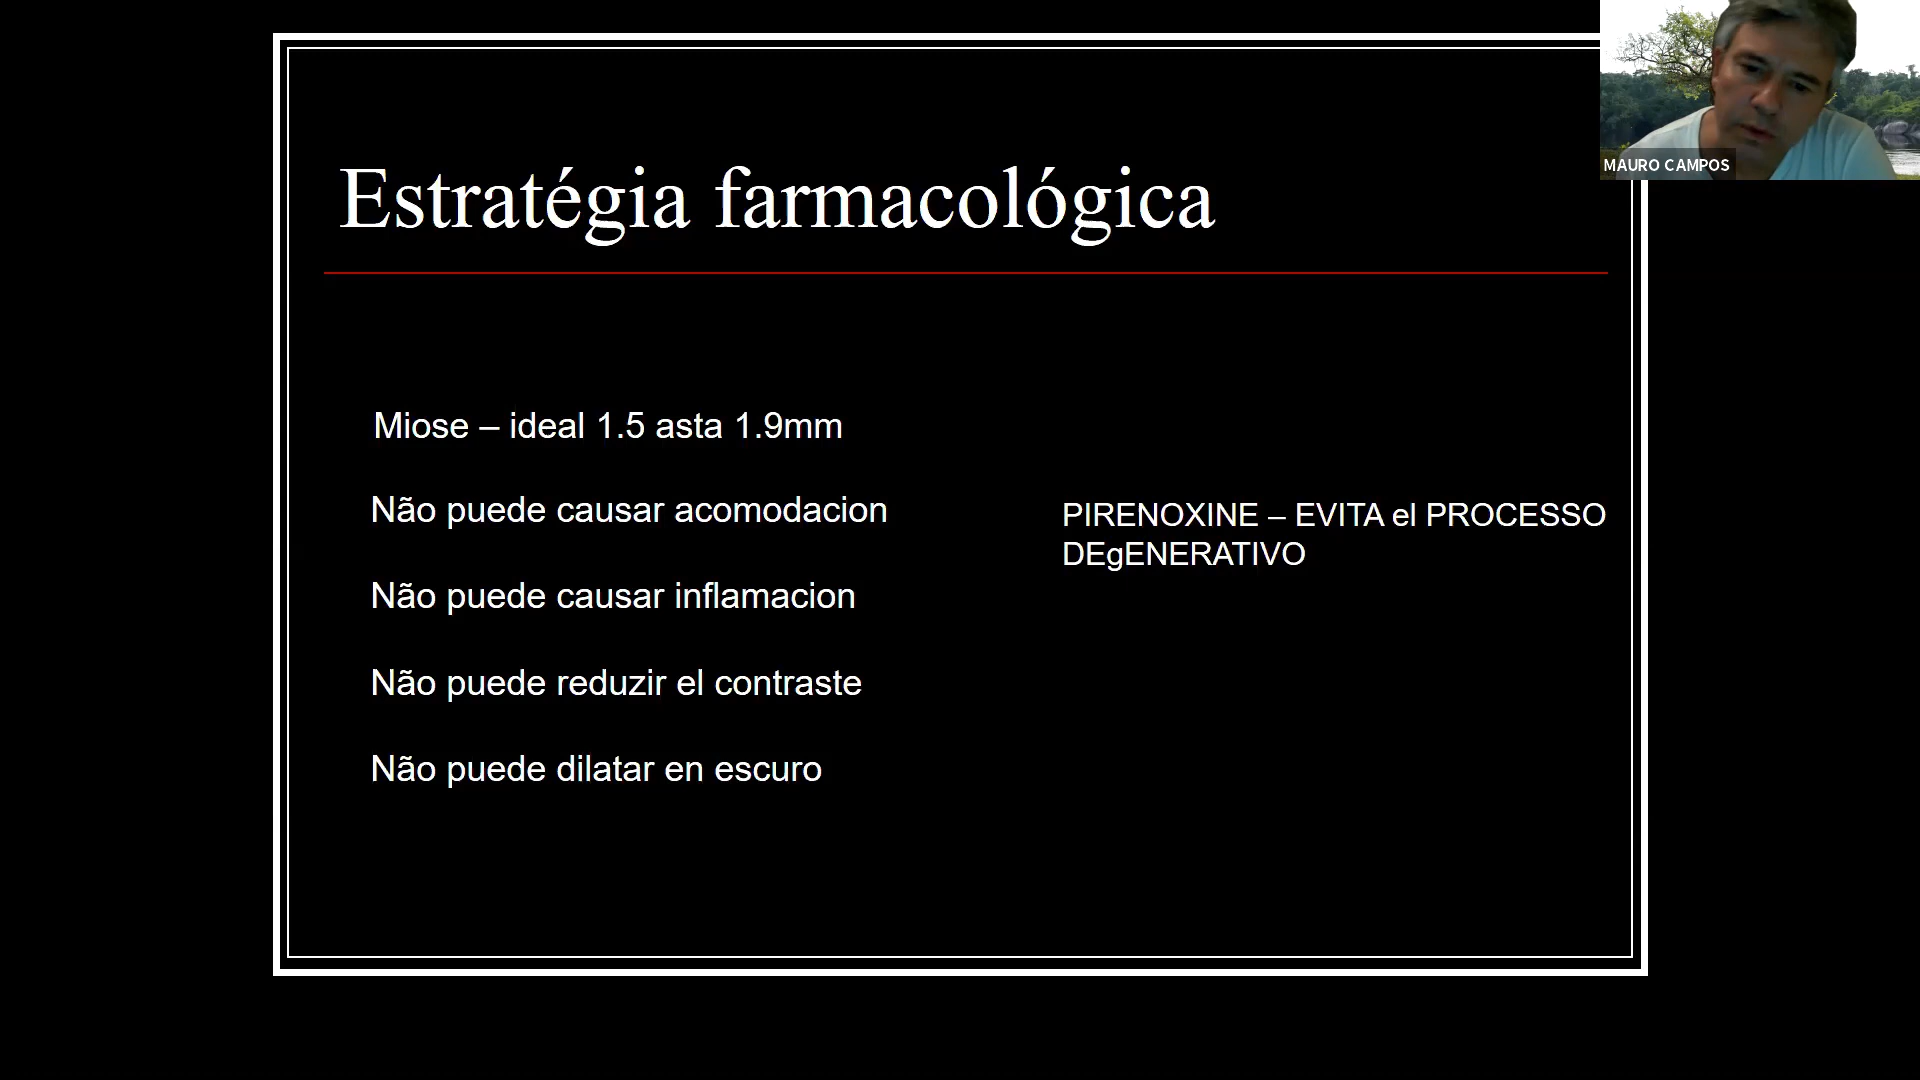 MAURO CAMPOS
Estratégia farmacológica
Miose – ideal 1.5 asta 1.9mm
Não puede causar acomodacion
Não puede causar inflamacion
Não puede reduzir el contraste
Não puede dilatar en escuro
PIRENOXINE – EVITA el PROCESSO
DEgENERATIVO